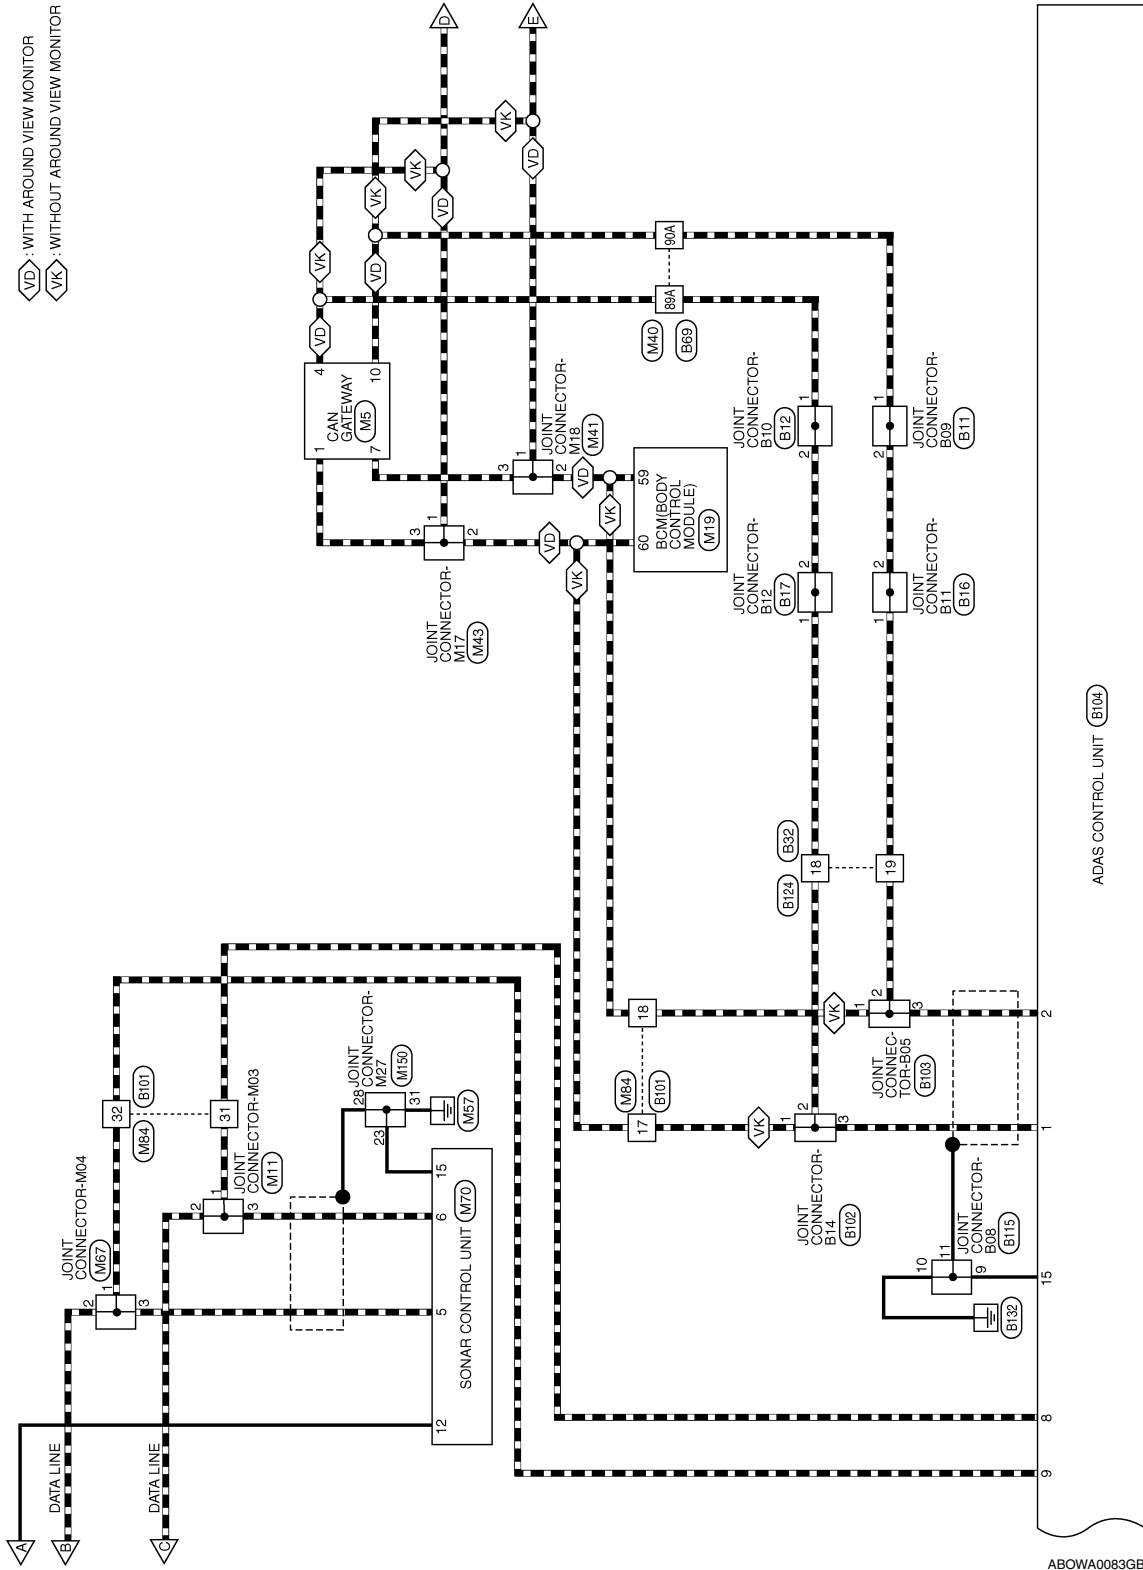 VD : WITH AROUND VIEW MONITOR
VK : WITHOUT AROUND VIEW MONITOR
A
B
C
D
E
DATA LINE
DATA LINE
JOINT
CONNECTOR-M04
M67
2
1
3
32
M84
B101
31
JOINT
CONNECTOR-M03
M11
2
1
3
JOINT
CONNECTOR-
M27
M150
28
23
31
M57
SONAR CONTROL UNIT
M70
12
5
6
15
CAN
GATEWAY
M5
1
7
4
10
VD
VK
VD
VK
VK
VD
VK
VD
JOINT
CONNECTOR-
M17
M43
3
1
2
JOINT
CONNECTOR-
M18
M41
3
1
2
VD
VK
VD
VK
BCM(BODY
CONTROL
MODULE)
M19
60
59
M40
B69
89A
90A
JOINT
CONNECTOR-
B10
B12
1
2
JOINT
CONNECTOR-
B09
B11
1
2
JOINT
CONNECTOR-
B12
B17
2
1
JOINT
CONNECTOR-
B11
B16
2
1
B124
B32
18
19
M84
B101
17
18
VK
VK
JOINT
CONNECTOR-
B14
B102
1
2
3
JOINT
CONNEC-
TOR-B05
B103
1
2
3
JOINT
CONNECTOR-
B08
B115
10
11
9
B132
9
8
15
1
2
ADAS CONTROL UNIT
B104
ABOWA0083GB